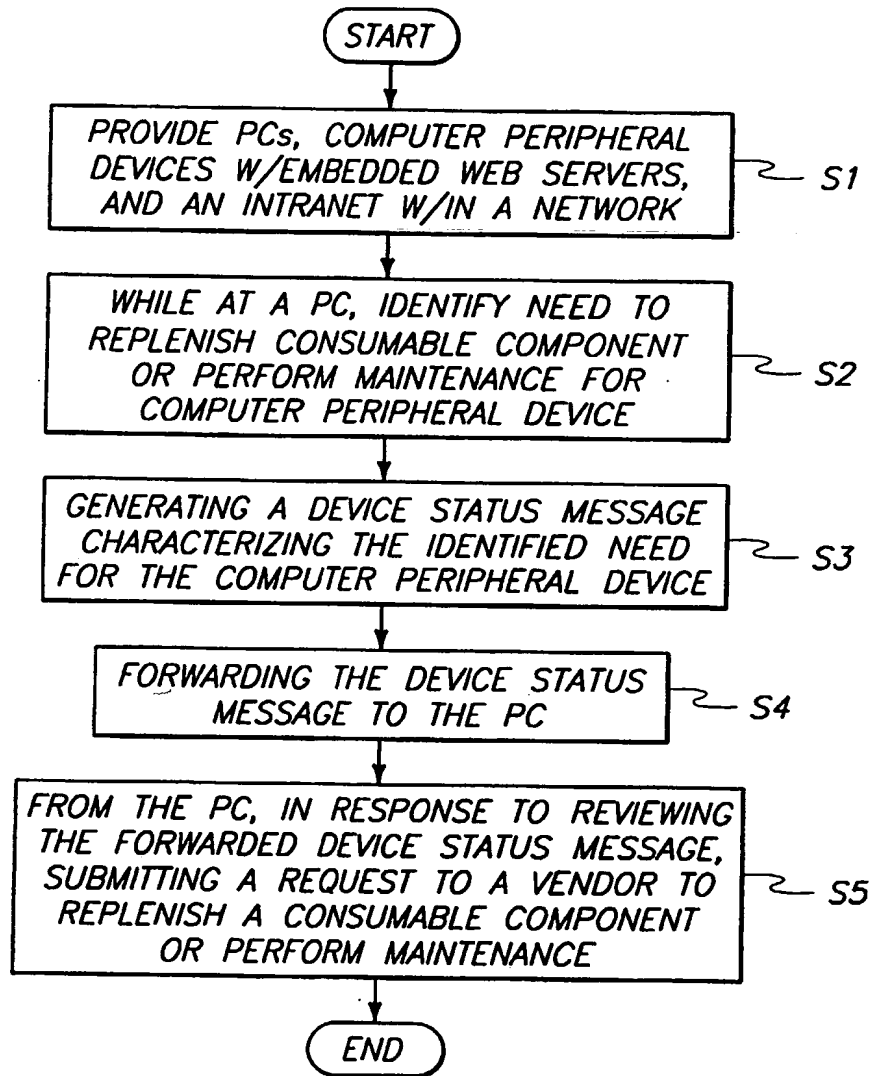 START
PROVIDE PCs, COMPUTER PERIPHERAL
DEVICES W/EMBEDDED WEB SERVERS,
AND AN INTRANET W/IN A NETWORK
S1
WHILE AT A PC, IDENTIFY NEED TO
REPLENISH CONSUMABLE COMPONENT
OR PERFORM MAINTENANCE FOR
COMPUTER PERIPHERAL DEVICE
S2
GENERATING A DEVICE STATUS MESSAGE
CHARACTERIZING THE IDENTIFIED NEED
FOR THE COMPUTER PERIPHERAL DEVICE
S3
FORWARDING THE DEVICE STATUS
MESSAGE TO THE PC
S4
FROM THE PC, IN RESPONSE TO REVIEWING
THE FORWARDED DEVICE STATUS MESSAGE,
SUBMITTING A REQUEST TO A VENDOR TO
REPLENISH A CONSUMABLE COMPONENT
OR PERFORM MAINTENANCE
S5
END